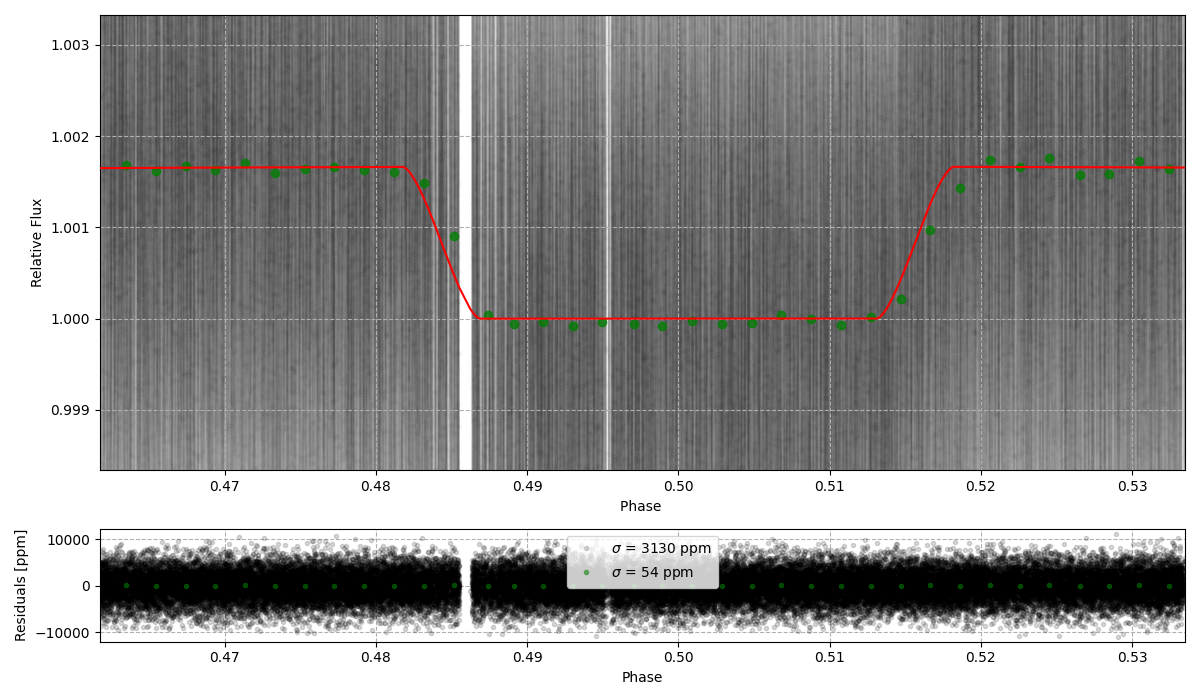 Relative Flux
1.003
1.002
1.001
1.000
0.999
0.47 0.48 0.49 0.50 0.51 0.52 0.53
Phase
Residuals [ppm]
10000
0
−10000
σ = 3130 ppm
σ = 54 ppm
0.47 0.48 0.49 0.50 0.51 0.52 0.53
Phase